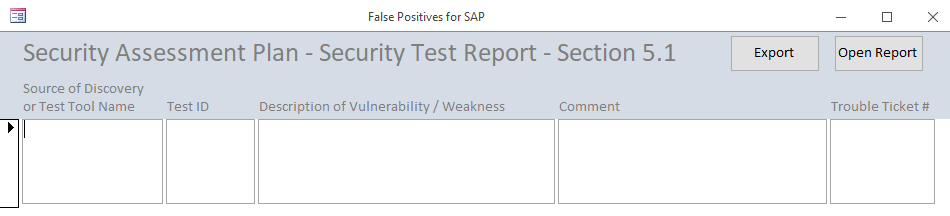 False Positives for SAP
Security Assessment Plan - Security Test Report - Section 5.1
Export
Open Report
Source of Discovery
or Test Tool Name
Test ID
Description of Vulnerability / Weakness
Comment
Trouble Ticket #